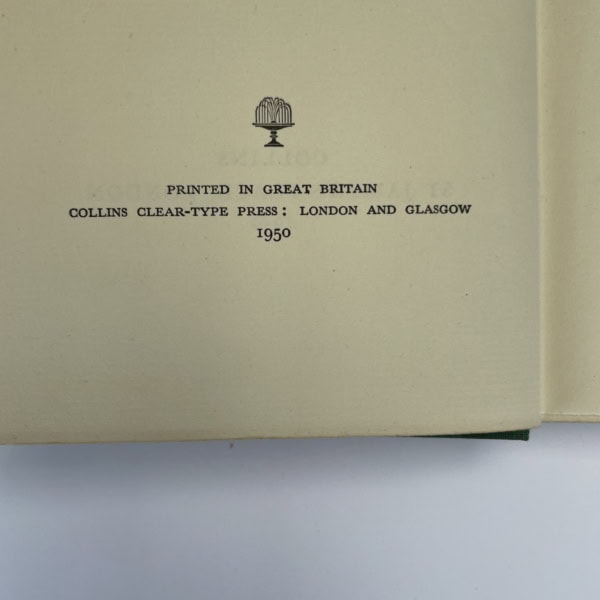 PRINTED IN GREAT BRITAIN
COLLINS CLEAR-TYPE PRESS: LONDON AND GLASGOW
1950